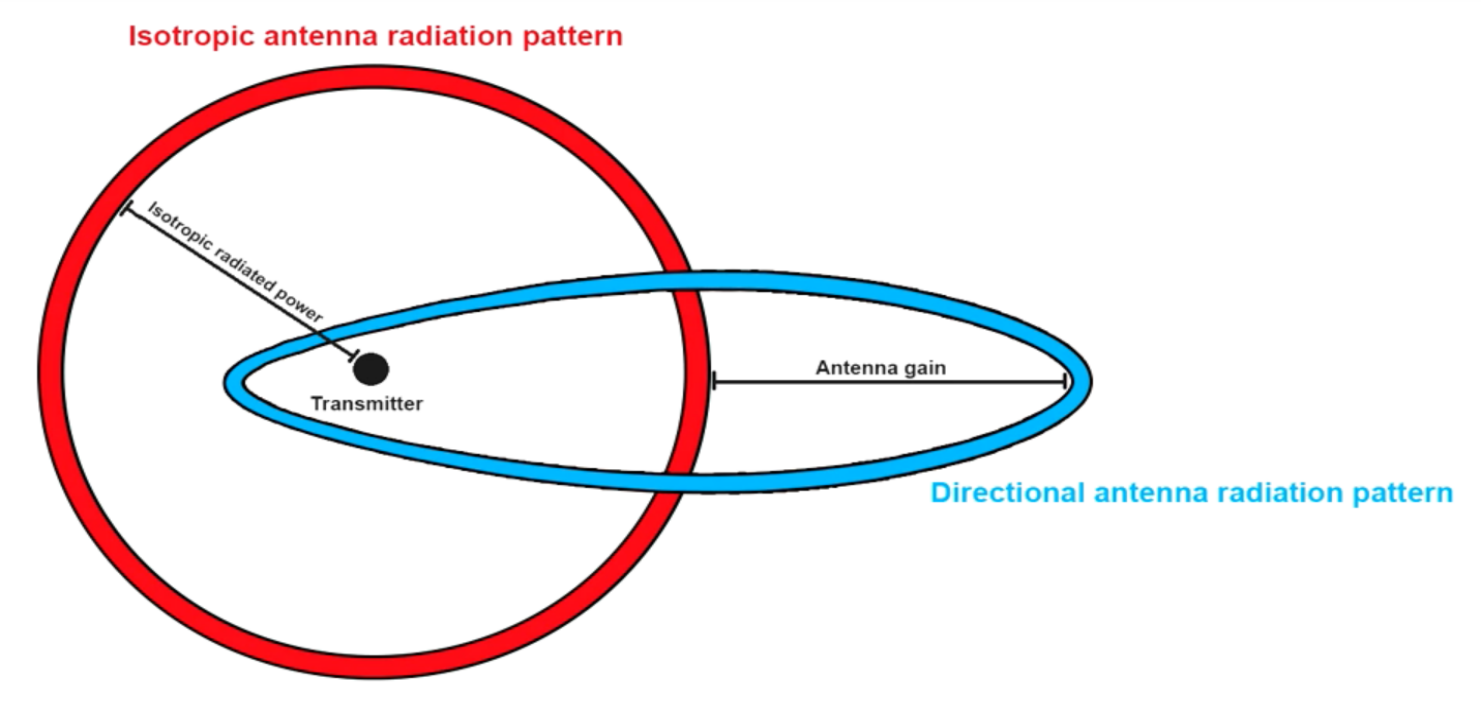 Isotropic antenna radiation pattern
Isotropic radiated power
Antenna gain
Transmitter
Directional antenna radiation pattern